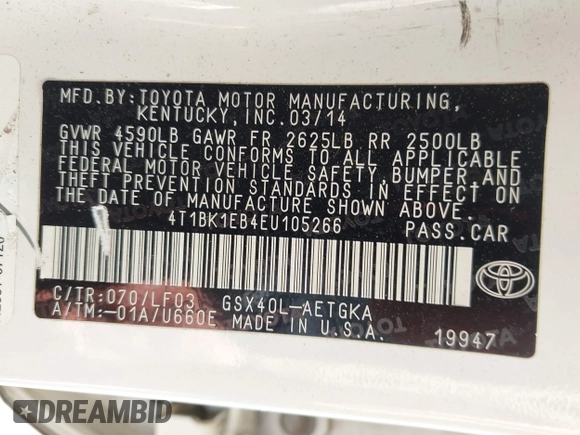 MFD.BY:TOYOTA MOTOR MANUFACTURING,
KENTUCKY, INC. 03/14
GVWR 4590LB GAWR FR 2625LB RR 2500LB
THIS VEHICLE CONFORMS TO ALL APPLICABLE
FEDERAL MOTOR VEHICLE SAFETY, BUMPER, AND
THEFT PREVENTION STANDARDS IN EFFECT ON
THE DATE OF MANUFACTURE SHOWN ABOVE.
4T1BK1EB4EU105266 PASS.CAR
C/TR:070/LF03 GSX40L-AETGKA
A/TM:-01A/U660E MADE IN U.S.A. 19947
DREAMBID